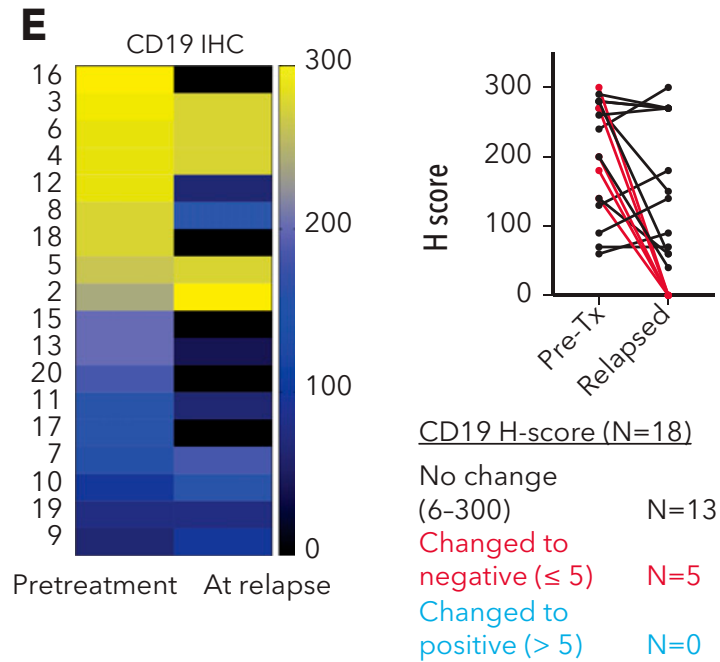 E
CD19 IHC
16
3
6
4
12
8
18
5
2
15
13
20
11
17
7
10
19
9
300
200
100
0
Pretreatment At relapse
H score
300
200
100
0
Pre-Tx
Relapsed
CD19 H-score (N=18)
No change
(6–300) N=13
Changed to
negative (≤ 5) N=5
Changed to
positive (> 5) N=0